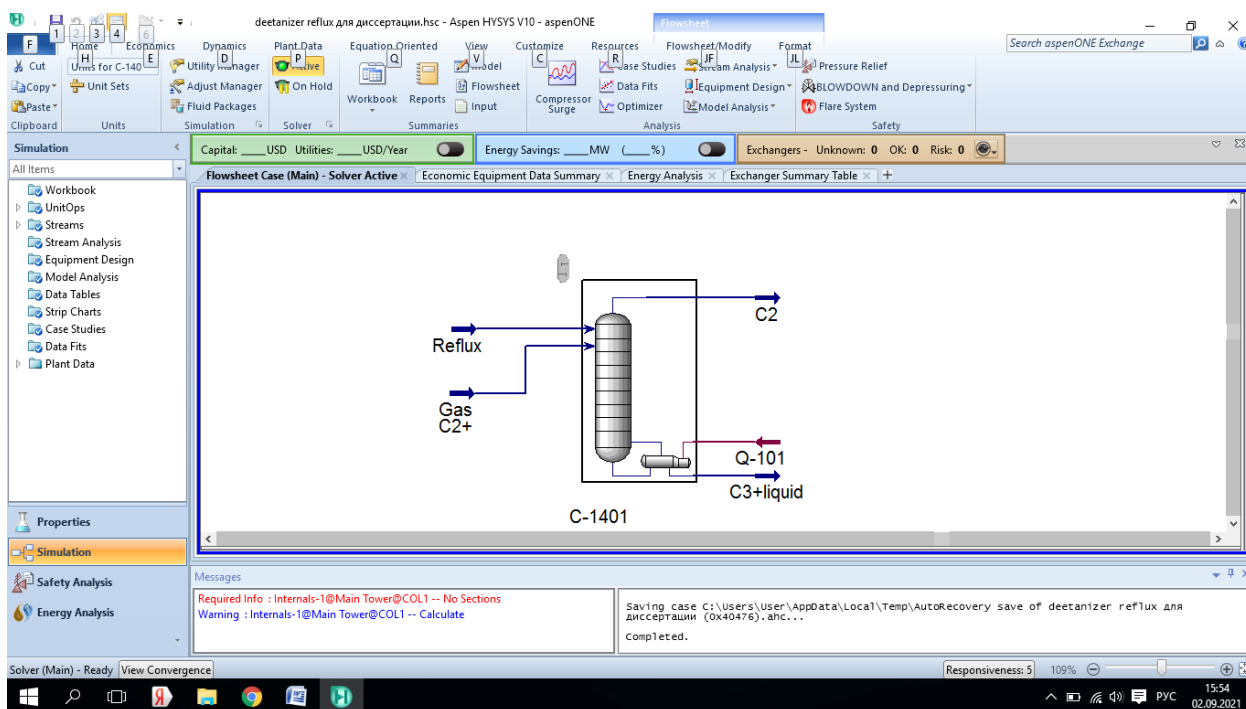 deetanizer reflux для диссертации.hsc - Aspen HYSYS V10 - aspenONE
Flowsheet
1 2 3 4 6
F Home Economics Dynamics Plant Data Equation Oriented View Customize Resources Flowsheet/Modify Format
Search aspenONE Exchange
H E D P Q V C R JF JL
Cut Units for C-140 Utility Manager Active Model Case Studies Stream Analysis Pressure Relief
Copy Unit Sets Adjust Manager On Hold Flowsheet Data Fits Equipment Design BLOWDOWN and Depressuring
Paste Fluid Packages Workbook Reports Input Compressor Surge Optimizer Model Analysis Flare System
Clipboard Units Simulation Solver Summaries Analysis Safety
Simulation
Capital: ____USD Utilities: ____USD/Year
Energy Savings: ____MW (____%)
Exchangers - Unknown: 0 OK: 0 Risk: 0
All Items
Flowsheet Case (Main) - Solver Active
Economic Equipment Data Summary
Energy Analysis
Exchanger Summary Table
+
Workbook
UnitOps
Streams
Stream Analysis
Equipment Design
Model Analysis
Data Tables
Strip Charts
Case Studies
Data Fits
Plant Data
C2
Reflux
Gas
C2+
Q-101
C3+liquid
C-1401
Properties
Simulation
Safety Analysis
Energy Analysis
Messages
Required Info : Internals-1@Main Tower@COL1 -- No Sections
Warning : Internals-1@Main Tower@COL1 -- Calculate
Saving case C:\Users\User\AppData\Local\Temp\AutoRecovery save of deetanizer reflux для
диссертации (0x40476).ahc...
Completed.
Solver (Main) - Ready View Convergence
Responsiveness: 5 109%
Я РУС 15:54
02.09.2021